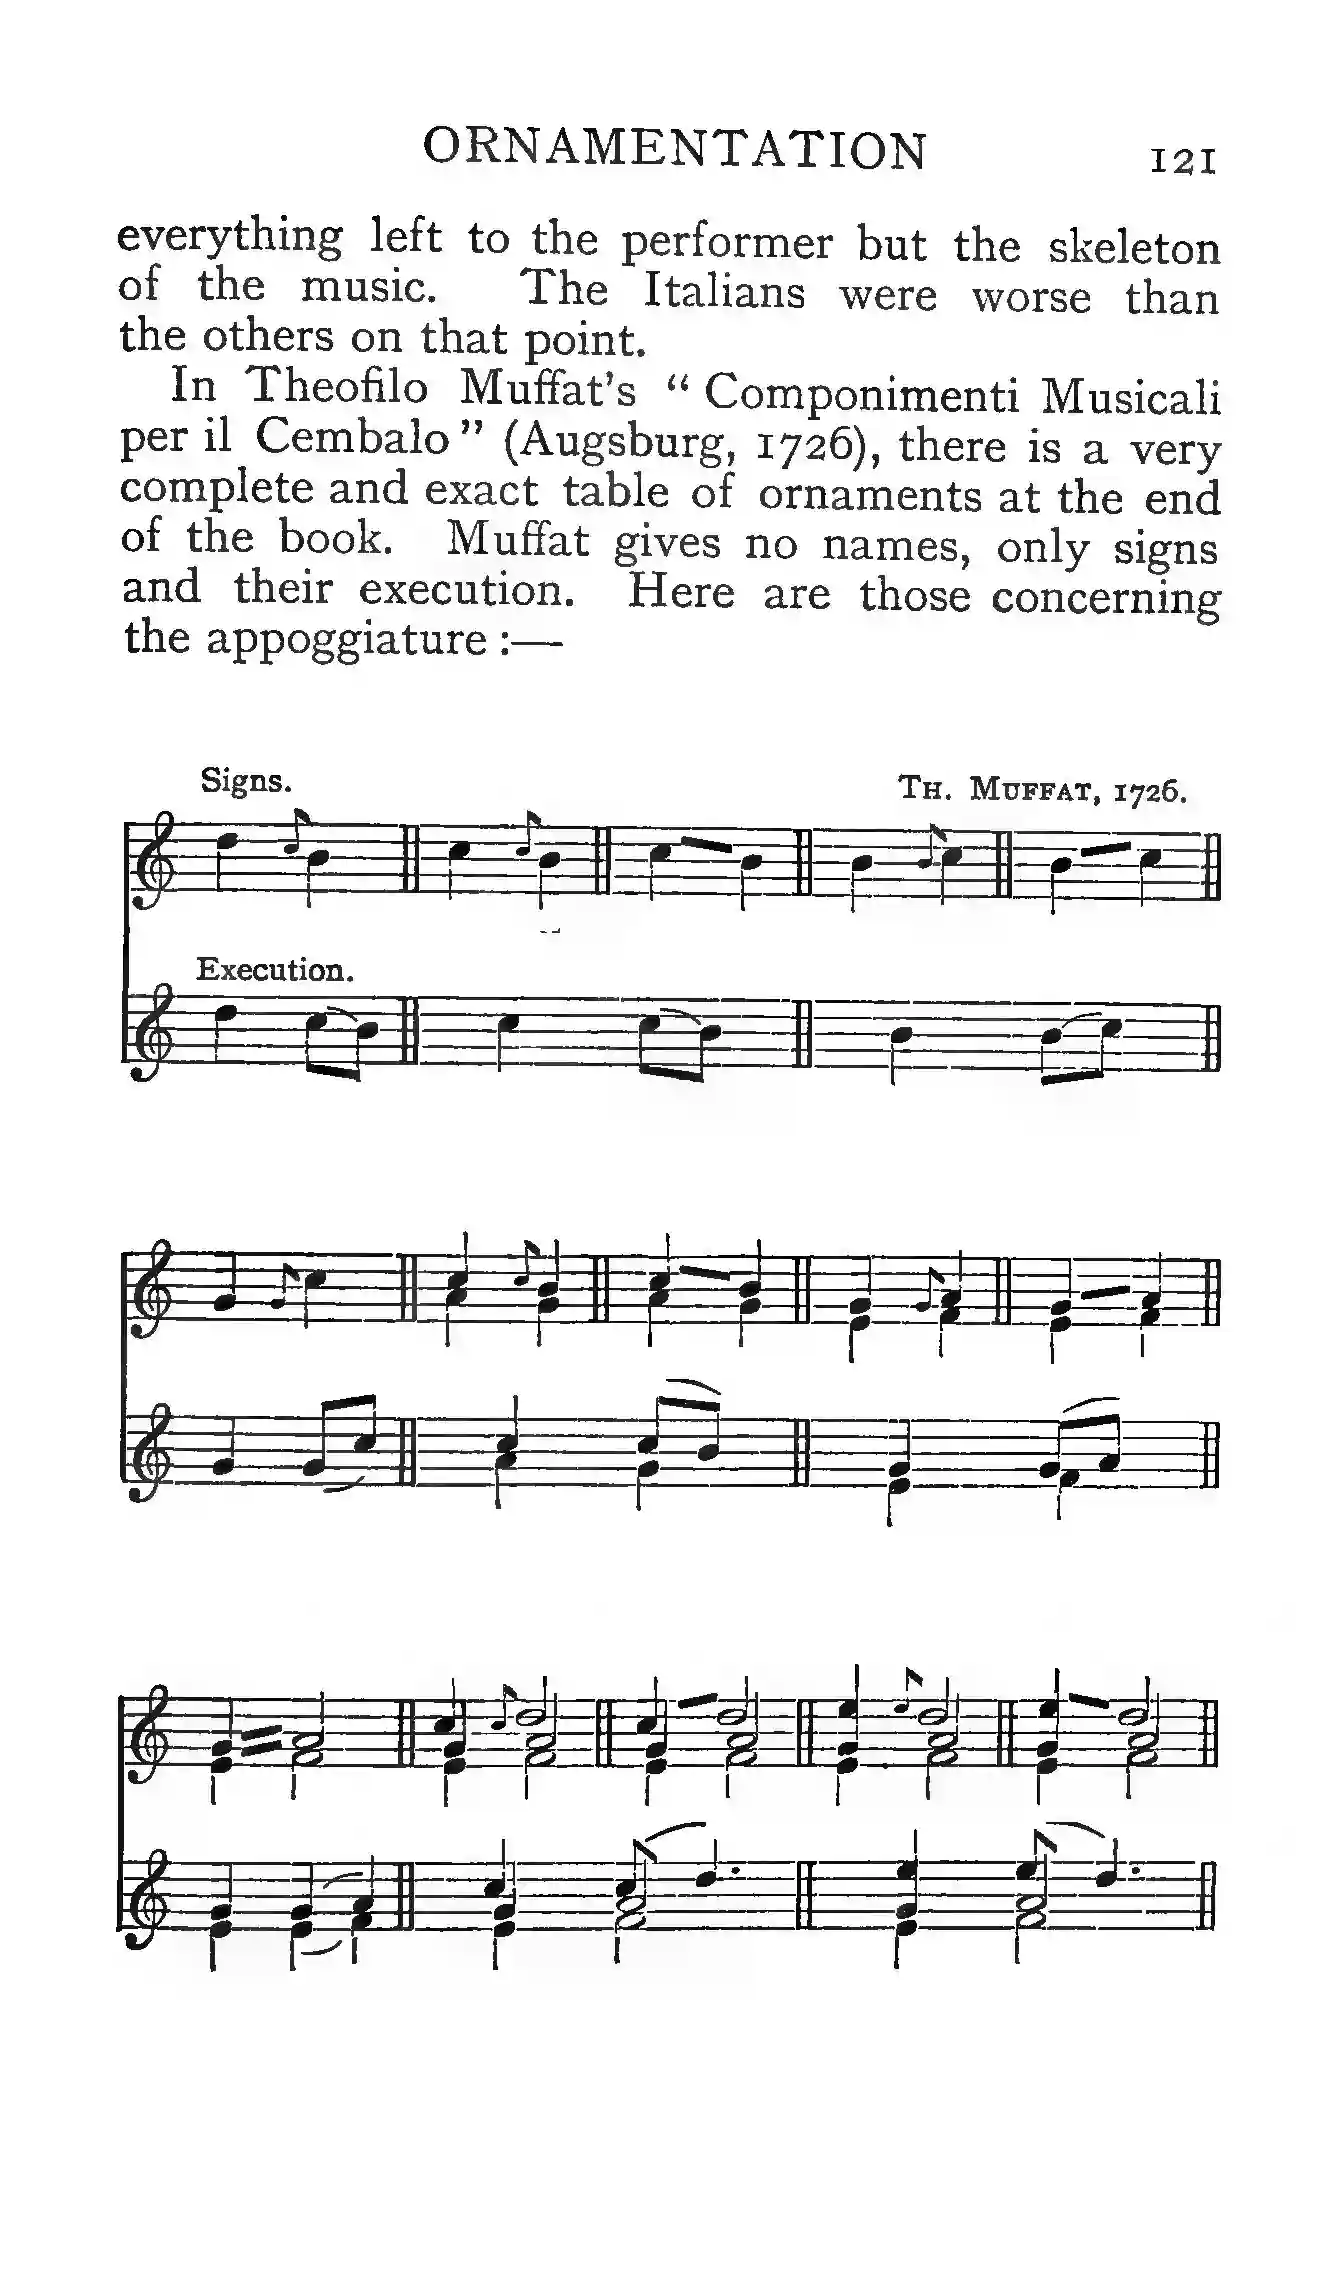 ORNAMENTATION 121
everything left to the performer but the skeleton
of the music. The Italians were worse than
the others on that point.
In Theofilo Muffat's “Componimenti Musicali
per il Cembalo” (Augsburg, 1726), there is a very
complete and exact table of ornaments at the end
of the book. Muffat gives no names, only signs
and their execution. Here are those concerning
the appoggiature :—
Signs. TH. MUFFAT, 1726.
Execution.